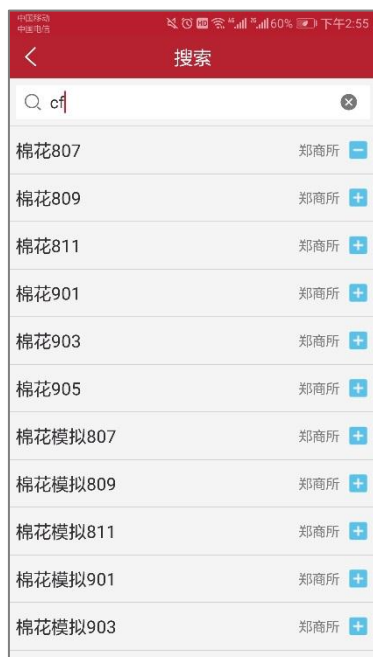 中国移动
中国电信
HD 46 .ıll 2G .ıll 60% 下午2:55
搜索
cf
棉花807 郑商所
棉花809 郑商所
棉花811 郑商所
棉花901 郑商所
棉花903 郑商所
棉花905 郑商所
棉花模拟807 郑商所
棉花模拟809 郑商所
棉花模拟811 郑商所
棉花模拟901 郑商所
棉花模拟903 郑商所